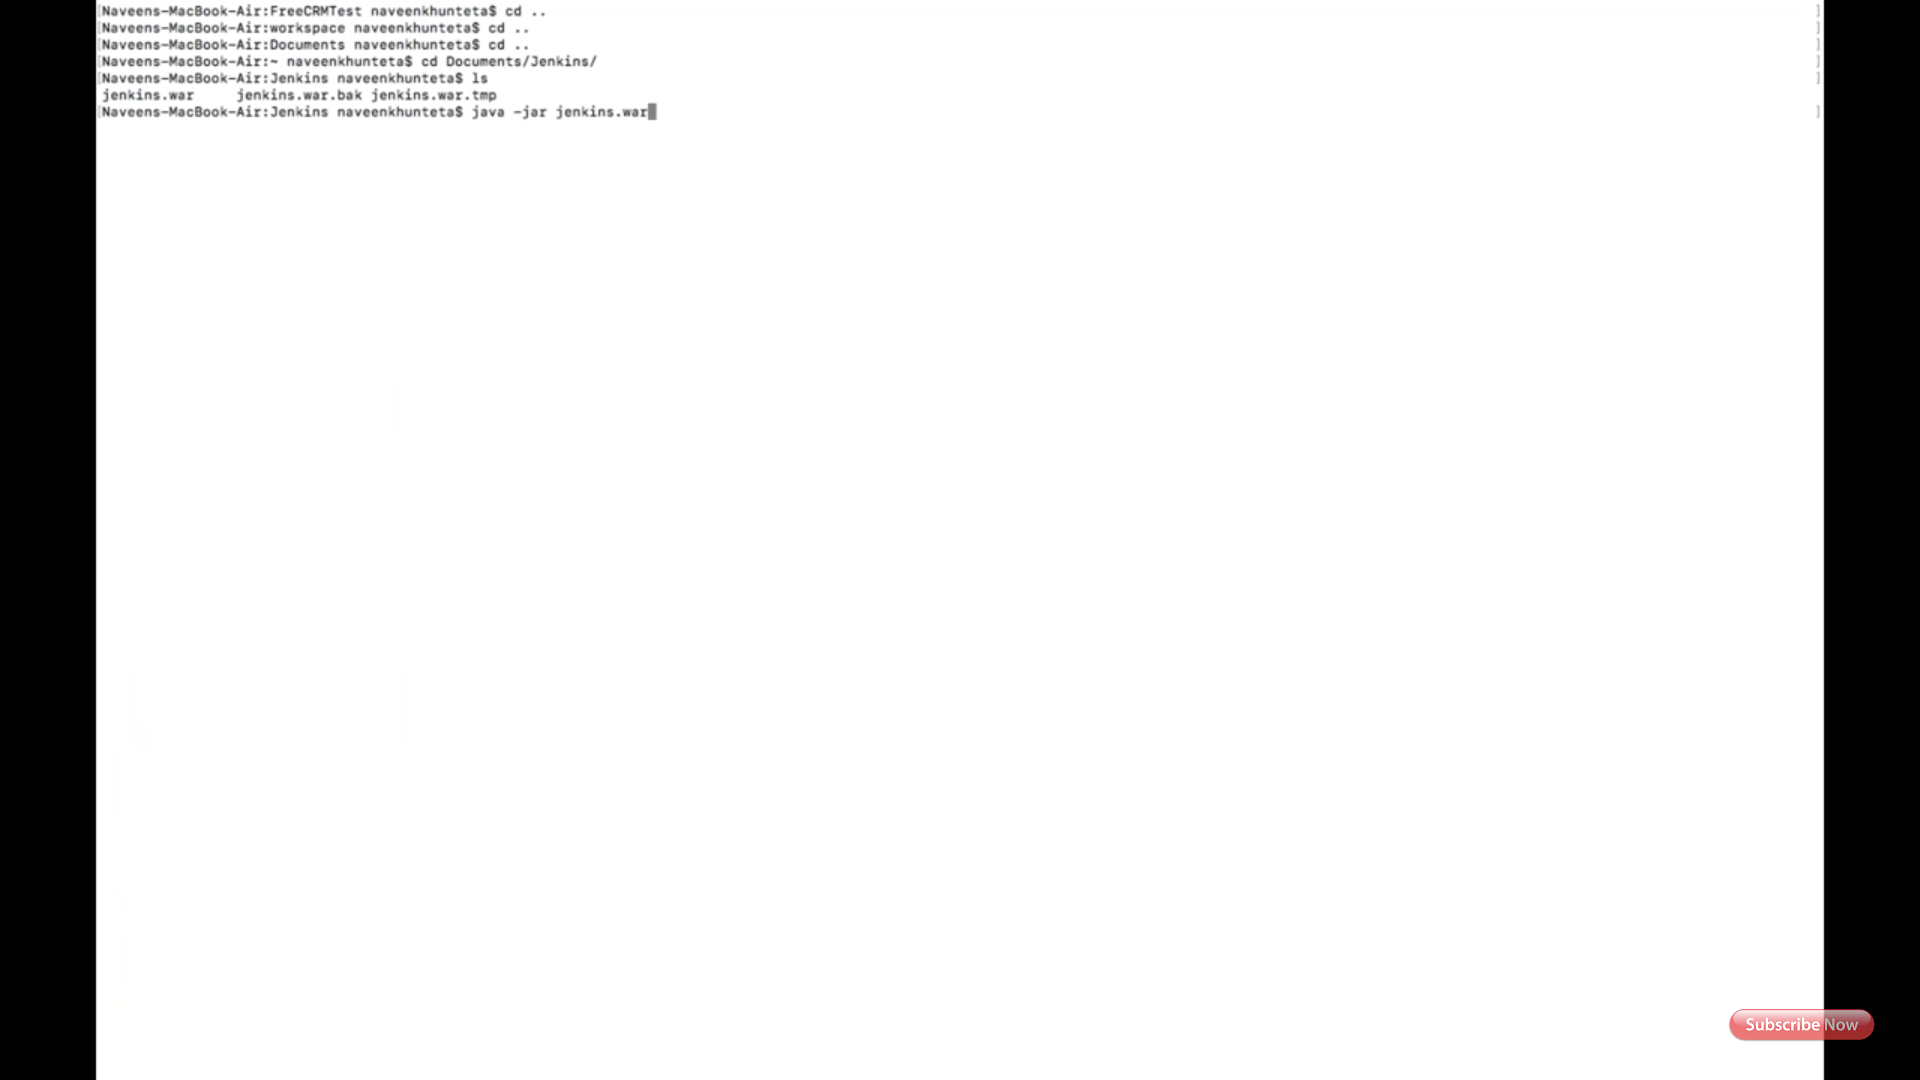 [Naveens-MacBook-Air:FreeCRMTest naveenkhunteta$ cd .. ]
[Naveens-MacBook-Air:workspace naveenkhunteta$ cd .. ]
[Naveens-MacBook-Air:Documents naveenkhunteta$ cd .. ]
[Naveens-MacBook-Air:~ naveenkhunteta$ cd Documents/Jenkins/ ]
[Naveens-MacBook-Air:Jenkins naveenkhunteta$ ls ]
jenkins.war jenkins.war.bak jenkins.war.tmp
[Naveens-MacBook-Air:Jenkins naveenkhunteta$ java -jar jenkins.war ]
Subscribe Now